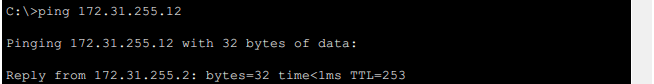 C:\>ping 172.31.255.12
Pinging 172.31.255.12 with 32 bytes of data:
Reply from 172.31.255.2: bytes=32 time<1ms TTL=253